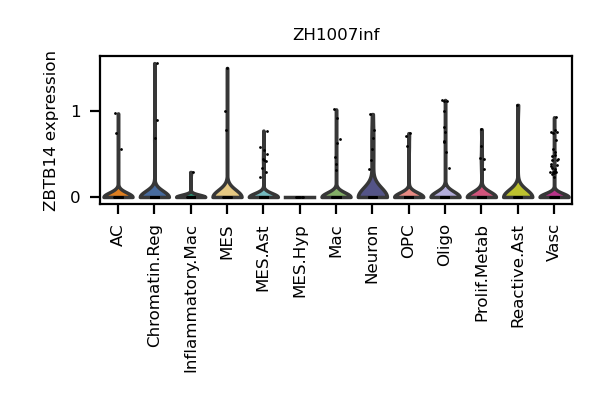 ZH1007inf
ZBTB14 expression
1
0
AC
Chromatin.Reg
Inflammatory.Mac
MES
MES.Ast
MES.Hyp
Mac
Neuron
OPC
Oligo
Prolif.Metab
Reactive.Ast
Vasc